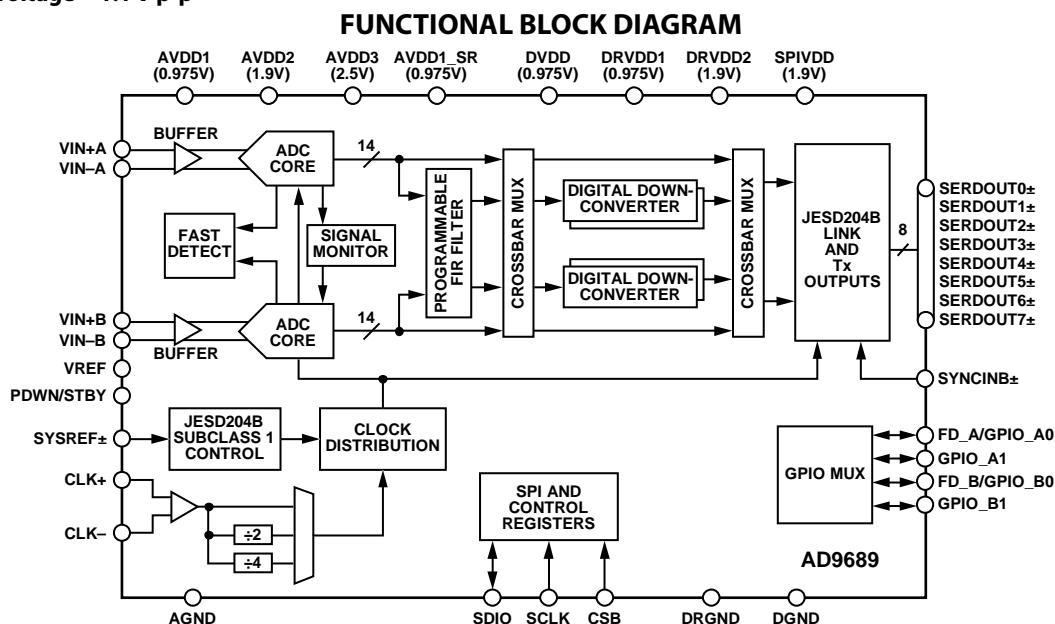 FUNCTIONAL BLOCK DIAGRAM
AVDD1
(0.975V)
AVDD2
(1.9V)
AVDD3
(2.5V)
AVDD1_SR
(0.975V)
DVDD
(0.975V)
DRVDD1
(0.975V)
DRVDD2
(1.9V)
SPIVDD
(1.9V)
BUFFER
VIN+A
VIN–A
ADC
CORE
14
FAST
DETECT
SIGNAL
MONITOR
PROGRAMMABLE
FIR FILTER
CROSSBAR MUX
DIGITAL DOWN-
CONVERTER
DIGITAL DOWN-
CONVERTER
CROSSBAR MUX
JESD204B
LINK
AND
Tx
OUTPUTS
8
SERDOUT0±
SERDOUT1±
SERDOUT2±
SERDOUT3±
SERDOUT4±
SERDOUT5±
SERDOUT6±
SERDOUT7±
VIN+B
VIN–B
BUFFER
ADC
CORE
14
VREF
PDWN/STBY
SYSREF±
JESD204B
SUBCLASS 1
CONTROL
CLOCK
DISTRIBUTION
SYNCINB±
CLK+
CLK–
÷2
÷4
SPI AND
CONTROL
REGISTERS
GPIO MUX
FD_A/GPIO_A0
GPIO_A1
FD_B/GPIO_B0
GPIO_B1
AD9689
AGND
SDIO
SCLK
CSB
DRGND
DGND